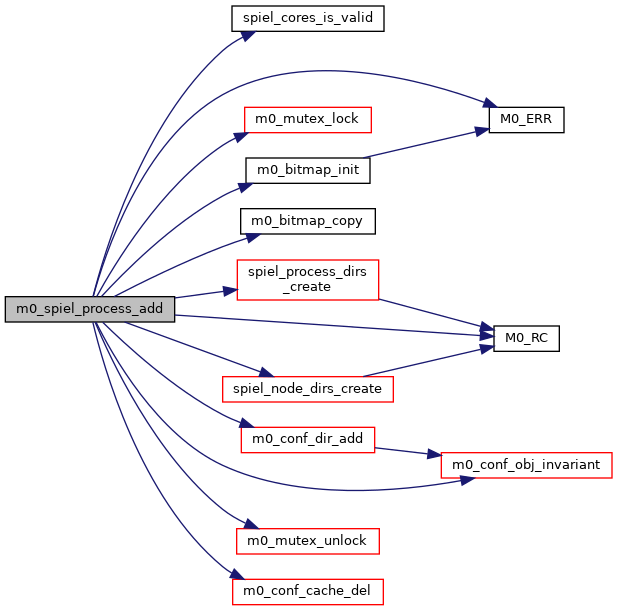 spiel_cores_is_valid
M0_ERR
m0_mutex_lock
m0_bitmap_init
m0_bitmap_copy
spiel_process_dirs
_create
m0_spiel_process_add
M0_RC
spiel_node_dirs_create
m0_conf_dir_add
m0_conf_obj_invariant
m0_mutex_unlock
m0_conf_cache_del